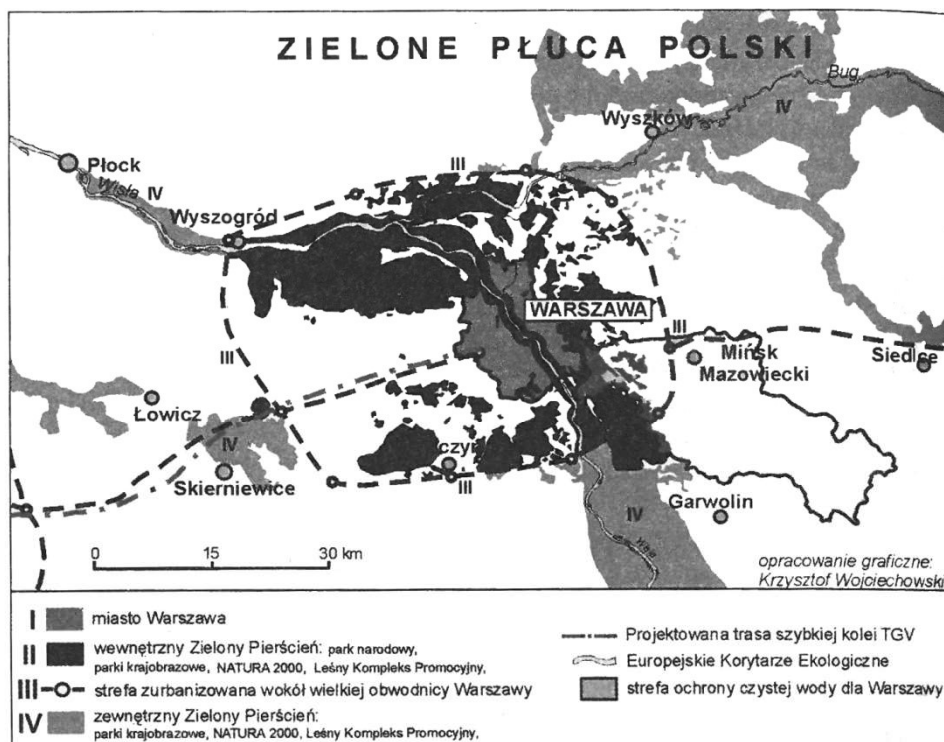 ZIELONE PŁUCA POLSKI
Bug
IV
Wyszków
Płock
III
Wisła
IV
Wyszogród
I
WARSZAWA
III
Mińsk
Mazowiecki
Siedlce
III
Łowicz
IV
Skierniewice
czyn
III
Garwolin
IV
0 15 30 km
opracowanie graficzne:
Krzysztof Wojciechowski
I miasto Warszawa
II wewnętrzny Zielony Pierścień: park narodowy,
parki krajobrazowe, NATURA 2000, Leśny Kompleks Promocyjny,
III strefa zurbanizowana wokół wielkiej obwodnicy Warszawy
IV zewnętrzny Zielony Pierścień:
parki krajobrazowe, NATURA 2000, Leśny Kompleks Promocyjny,
Projektowana trasa szybkiej kolei TGV
Europejskie Korytarze Ekologiczne
strefa ochrony czystej wody dla Warszawy